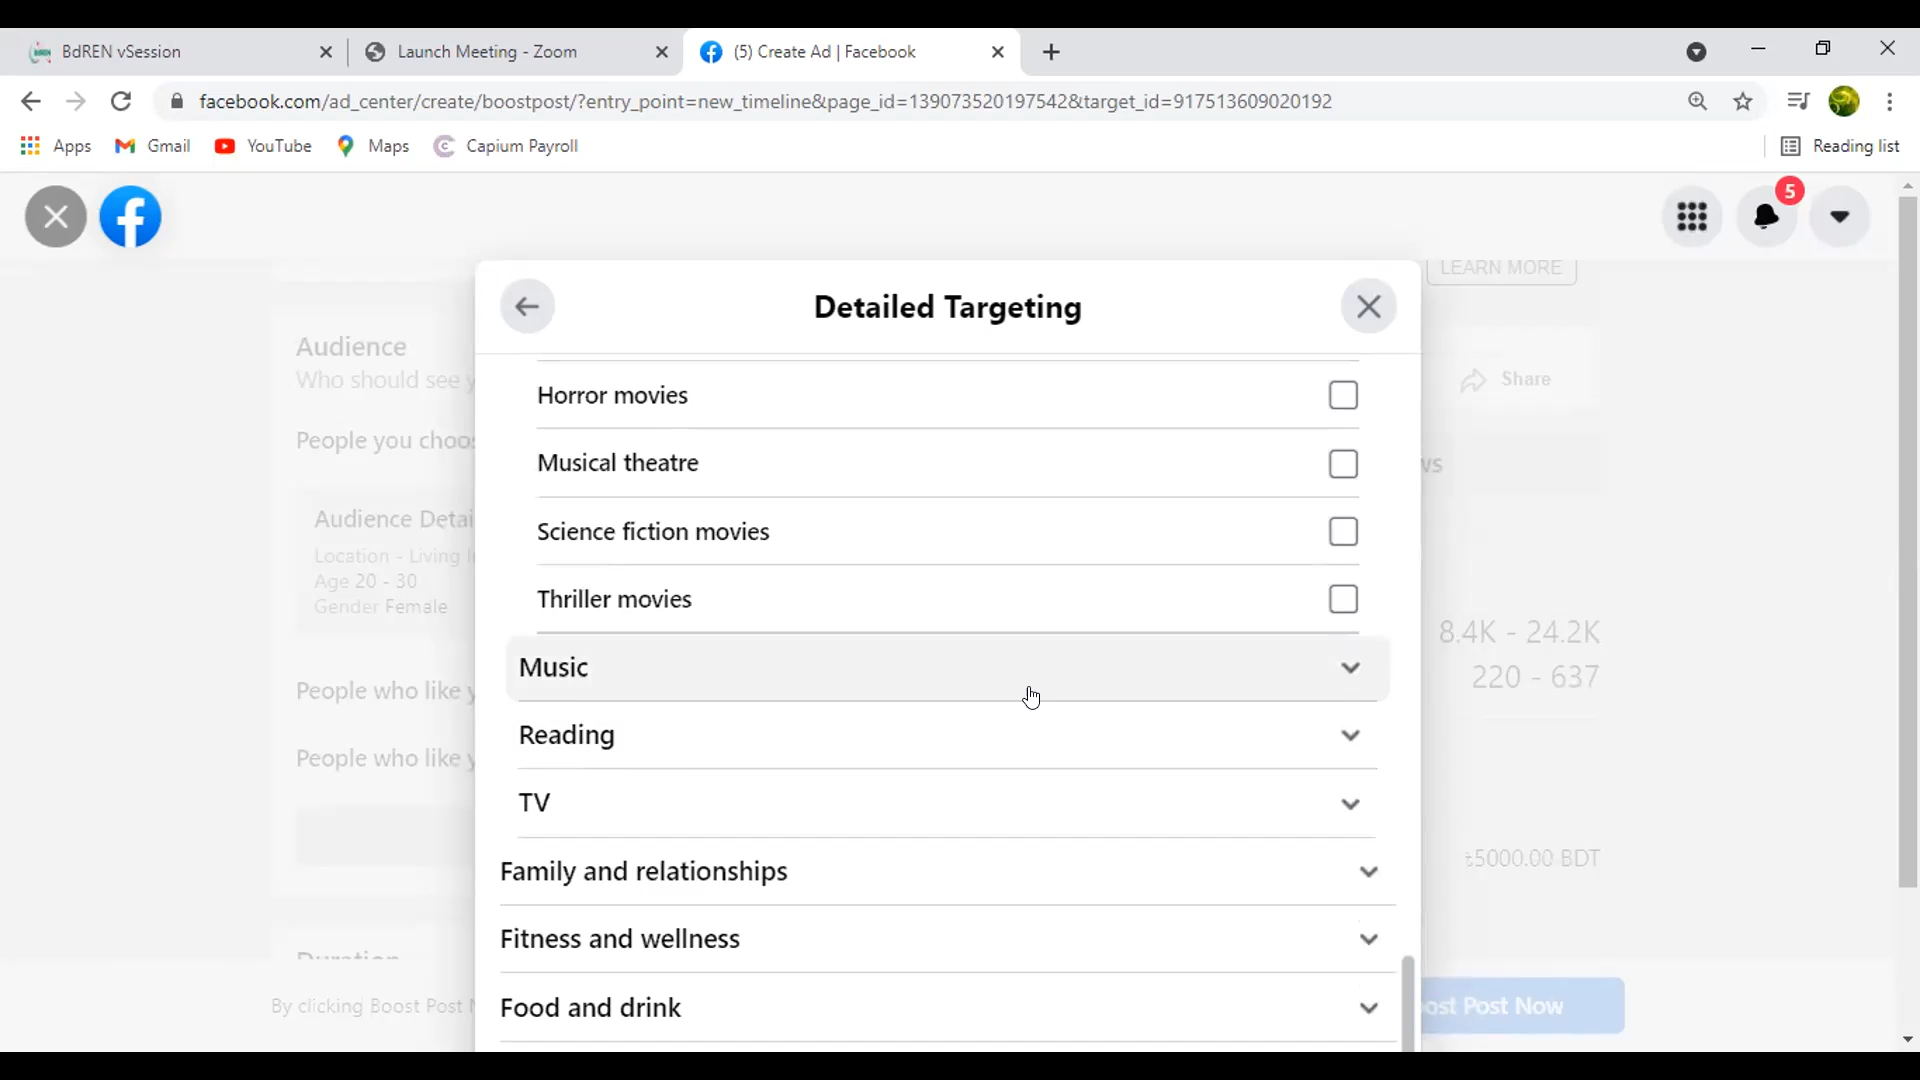 BdREN vSession
Launch Meeting - Zoom
(5) Create Ad | Facebook
facebook.com/ad_center/create/boostpost/?entry_point=new_timeline&page_id=139073520197542&target_id=917513609020192
Apps
Gmail
YouTube
Maps
Capium Payroll
Reading list
5
LEARN MORE
Detailed Targeting
Audience
Who should see
Share
People you
Horror movies
Musical theatre
Science fiction movies
Thriller movies
Audience
Location - Living
Age 20 - 30
Gender Female
8.4K - 24.2K
220 - 637
Music
People who like
Reading
People who like
TV
৳5000.00 BDT
Family and relationships
Fitness and wellness
Food and drink
Duration
By clicking Boost Post
Post Now